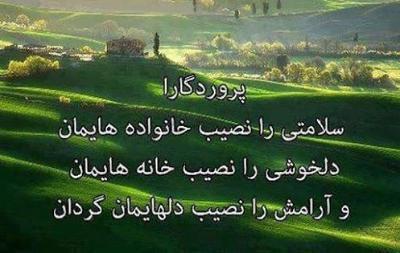 پروردگارا
سلامتی را نصیب خانواده هایمان
دلخوشی را نصیب خانه هایمان
و آرامش را نصیب دلهایمان گردان